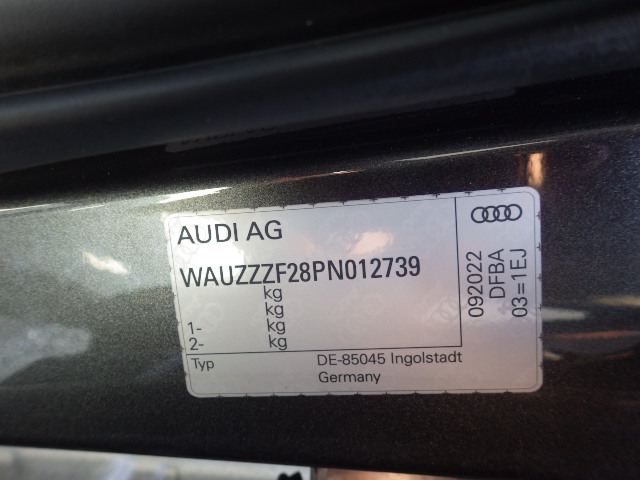 AUDI AG
WAUZZZF28PN012739
kg
kg
1- kg
2- kg
Typ DE-85045 Ingolstadt
Germany
092022
DFBA
03=1EJ